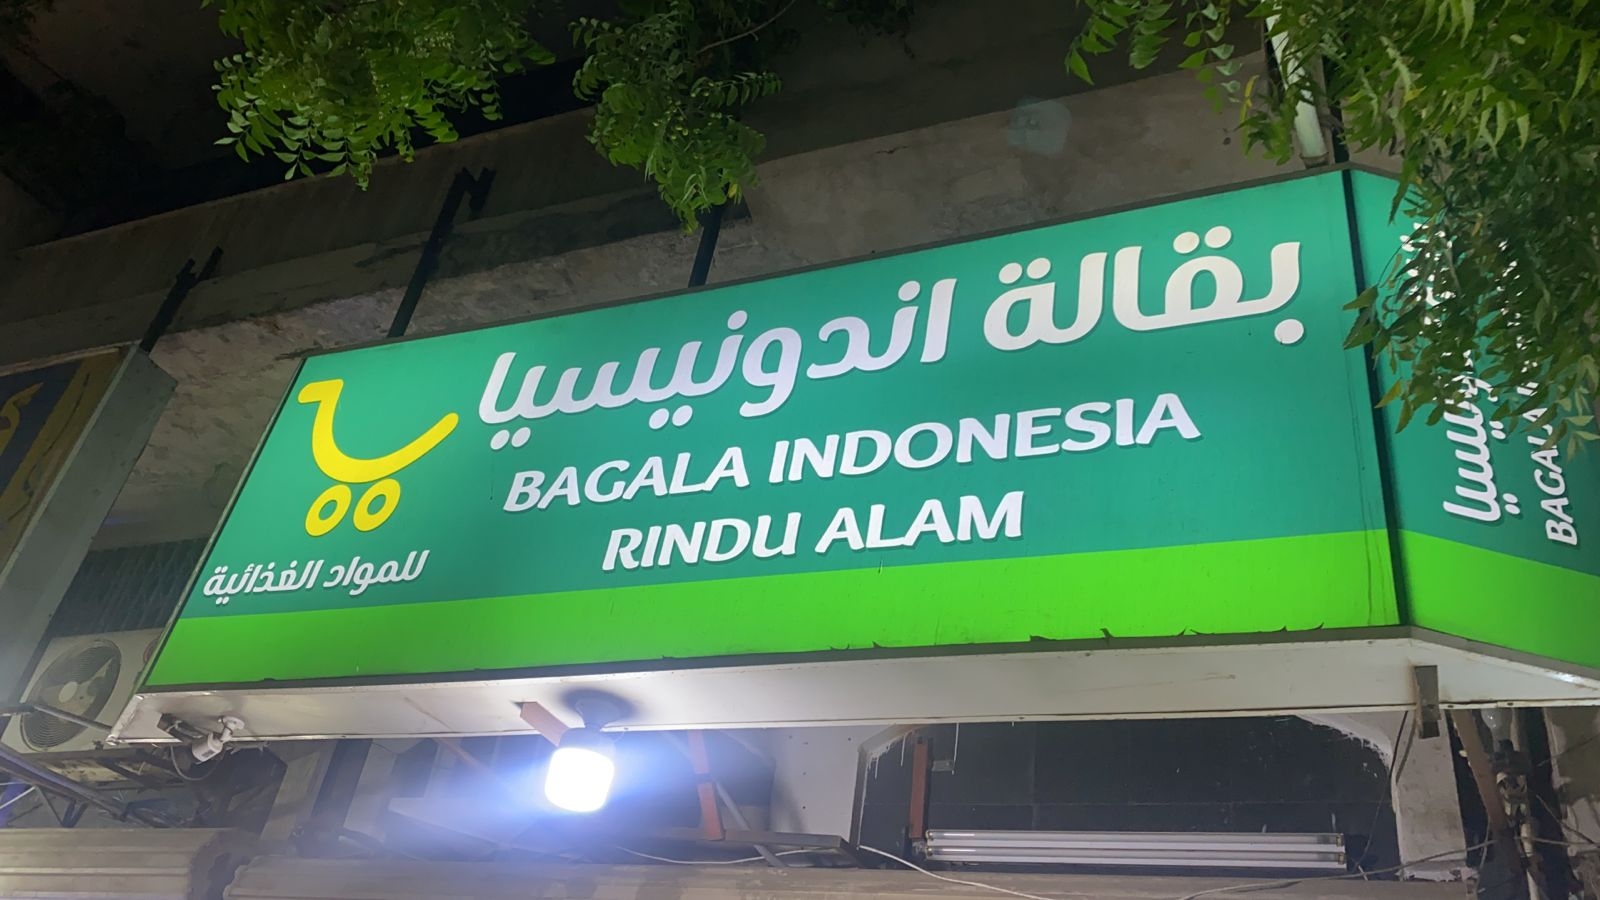 بقالة اندونيسيا
BAGALA INDONESIA
RINDU ALAM
للمواد الغذائية